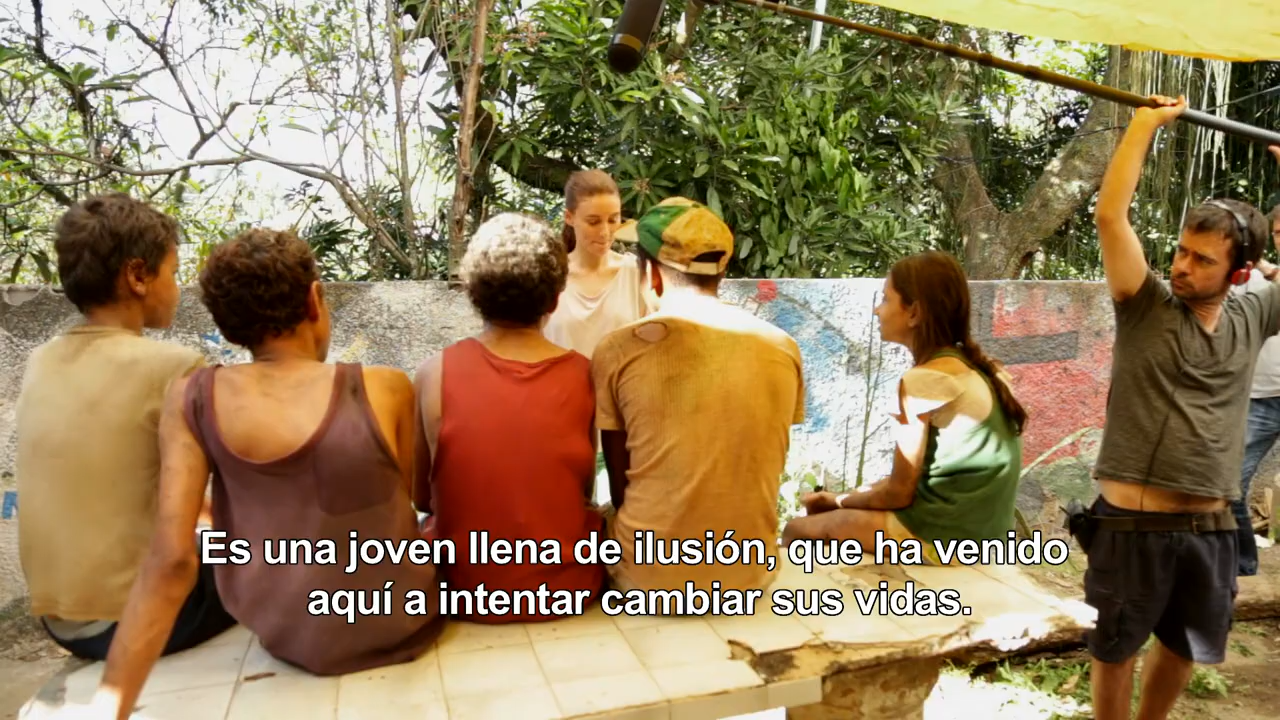 Es una joven llena de ilusión, que ha venido
aquí a intentar cambiar sus vidas.